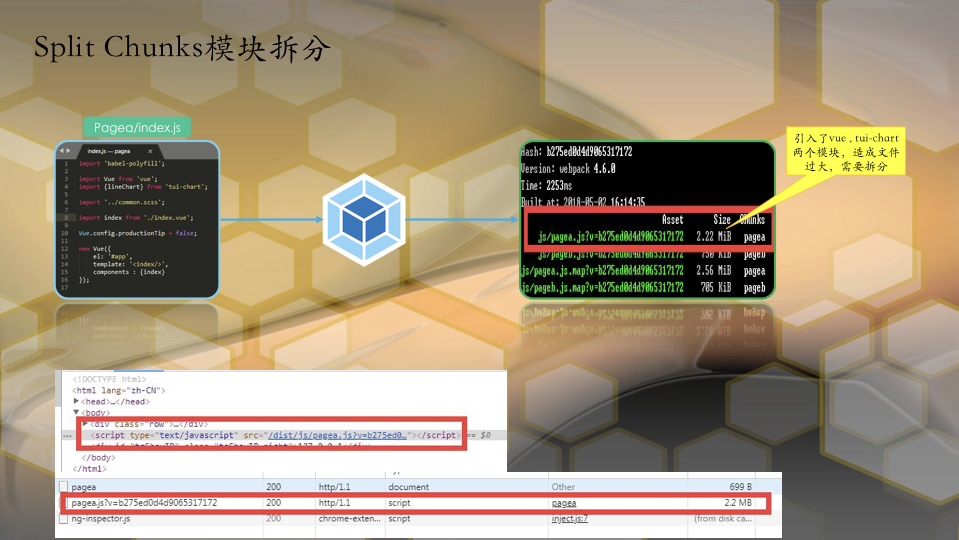 Split Chunks模块拆分
Pagea/index.js
index.js — pagea
1 import 'babel-polyfill';
2
3 import Vue from 'vue';
4 import {lineChart} from 'tui-chart';
5
6 import '../common.scss';
7
8 import index from './index.vue';
9
10 Vue.config.productionTip = false;
11
12 new Vue({
13 el: '#app',
14 template: '<index/>',
15 components : {index}
16 });
17
Hash: b275ed0d4d9065317172
Version: webpack 4.6.0
Time: 2253ms
Built at: 2018-05-02 16:14:35
Asset Size Chunks
js/pagea.js?v=b275ed0d4d9065317172 2.22 MiB pagea
js/pageb.js?v=b275ed0d4d9065317172 750 KiB pageb
js/pagea.js.map?v=b275ed0d4d9065317172 2.56 MiB pagea
js/pageb.js.map?v=b275ed0d4d9065317172 705 KiB pageb
引入了vue , tui-chart
两个模块，造成文件
过大，需要拆分
<!DOCTYPE html>
<html lang="zh-CN">
▶<head>…</head>
▼<body>
▶<div class="row">…</div>
••• <script type="text/javascript" src="/dist/js/pagea.js?v=b275ed0…"></script> == $0
</body>
</html>
pagea 200 http/1.1 document Other 699 B
pagea.js?v=b275ed0d4d9065317172 200 http/1.1 script pagea 2.2 MB
ng-inspector.js 200 chrome-exten... script inject.js:7 (from disk ca...